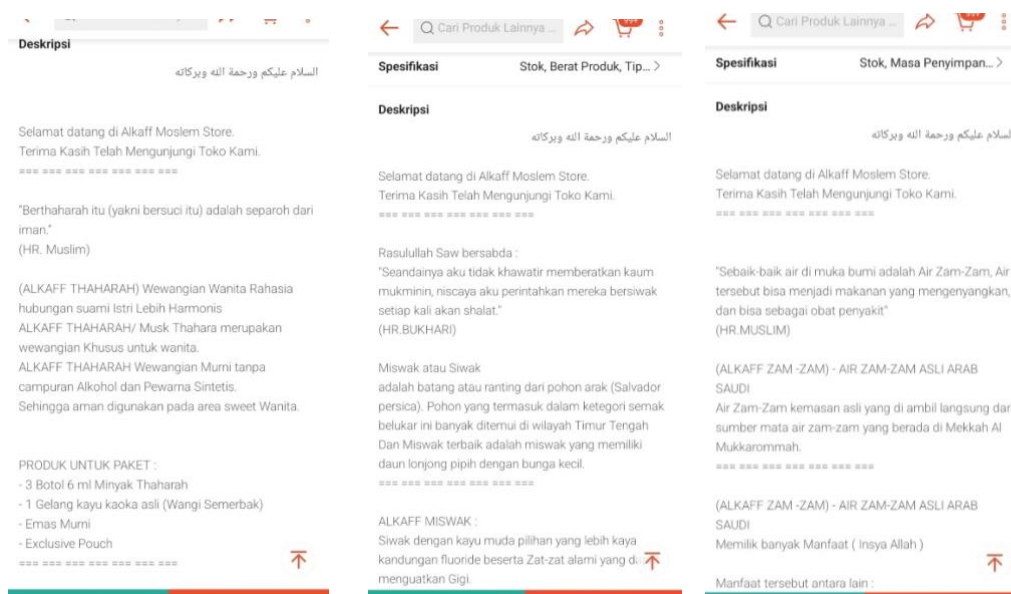 Deskripsi
السلام عليكم ورحمة الله وبركاته
Selamat datang di Alkaff Moslem Store.
Terima Kasih Telah Mengunjungi Toko Kami.
=== === === === === === ===
"Berthaharah itu (yakni bersuci itu) adalah separoh dari
iman."
(HR. Muslim)
(ALKAFF THAHARAH) Wewangian Wanita Rahasia
hubungan suami Istri Lebih Harmonis
ALKAFF THAHARAH/ Musk Thahara merupakan
wewangian Khusus untuk wanita.
ALKAFF THAHARAH Wewangian Murni tanpa
campuran Alkohol dan Pewarna Sintetis.
Sehingga aman digunakan pada area sweet Wanita.
PRODUK UNTUK PAKET :
- 3 Botol 6 ml Minyak Thaharah
- 1 Gelang kayu kaoka asli (Wangi Semerbak)
- Emas Murni
- Exclusive Pouch
=== === === === === === ===
Cari Produk Lainnya ...
Spesifikasi Stok, Berat Produk, Tip... >
Deskripsi
السلام عليكم ورحمة الله وبركاته
Selamat datang di Alkaff Moslem Store.
Terima Kasih Telah Mengunjungi Toko Kami.
=== === === === === === ===
Rasulullah Saw bersabda :
"Seandainya aku tidak khawatir memberatkan kaum
mukminin, niscaya aku perintahkan mereka bersiwak
setiap kali akan shalat."
(HR.BUKHARI)
Miswak atau Siwak
adalah batang atau ranting dari pohon arak (Salvador
persica). Pohon yang termasuk dalam ketegori semak
belukar ini banyak ditemui di wilayah Timur Tengah
Dan Miswak terbaik adalah miswak yang memiliki
daun lonjong pipih dengan bunga kecil.
=== === === === === === ===
ALKAFF MISWAK :
Siwak dengan kayu muda pilihan yang lebih kaya
kandungan fluoride beserta Zat-zat alami yang
menguatkan Gigi.
Cari Produk Lainnya ...
Spesifikasi Stok, Masa Penyimpan... >
Deskripsi
السلام عليكم ورحمة الله وبركاته
Selamat datang di Alkaff Moslem Store.
Terima Kasih Telah Mengunjungi Toko Kami.
=== === === === === === ===
"Sebaik-baik air di muka bumi adalah Air Zam-Zam, Air
tersebut bisa menjadi makanan yang mengenyangkan,
dan bisa sebagai obat penyakit"
(HR.MUSLIM)
(ALKAFF ZAM -ZAM) - AIR ZAM-ZAM ASLI ARAB
SAUDI
Air Zam-Zam kemasan asli yang di ambil langsung dar
sumber mata air zam-zam yang berada di Mekkah Al
Mukarommah.
=== === === === === === ===
(ALKAFF ZAM -ZAM) - AIR ZAM-ZAM ASLI ARAB
SAUDI
Memilik banyak Manfaat ( Insya Allah )
Manfaat tersebut antara lain :